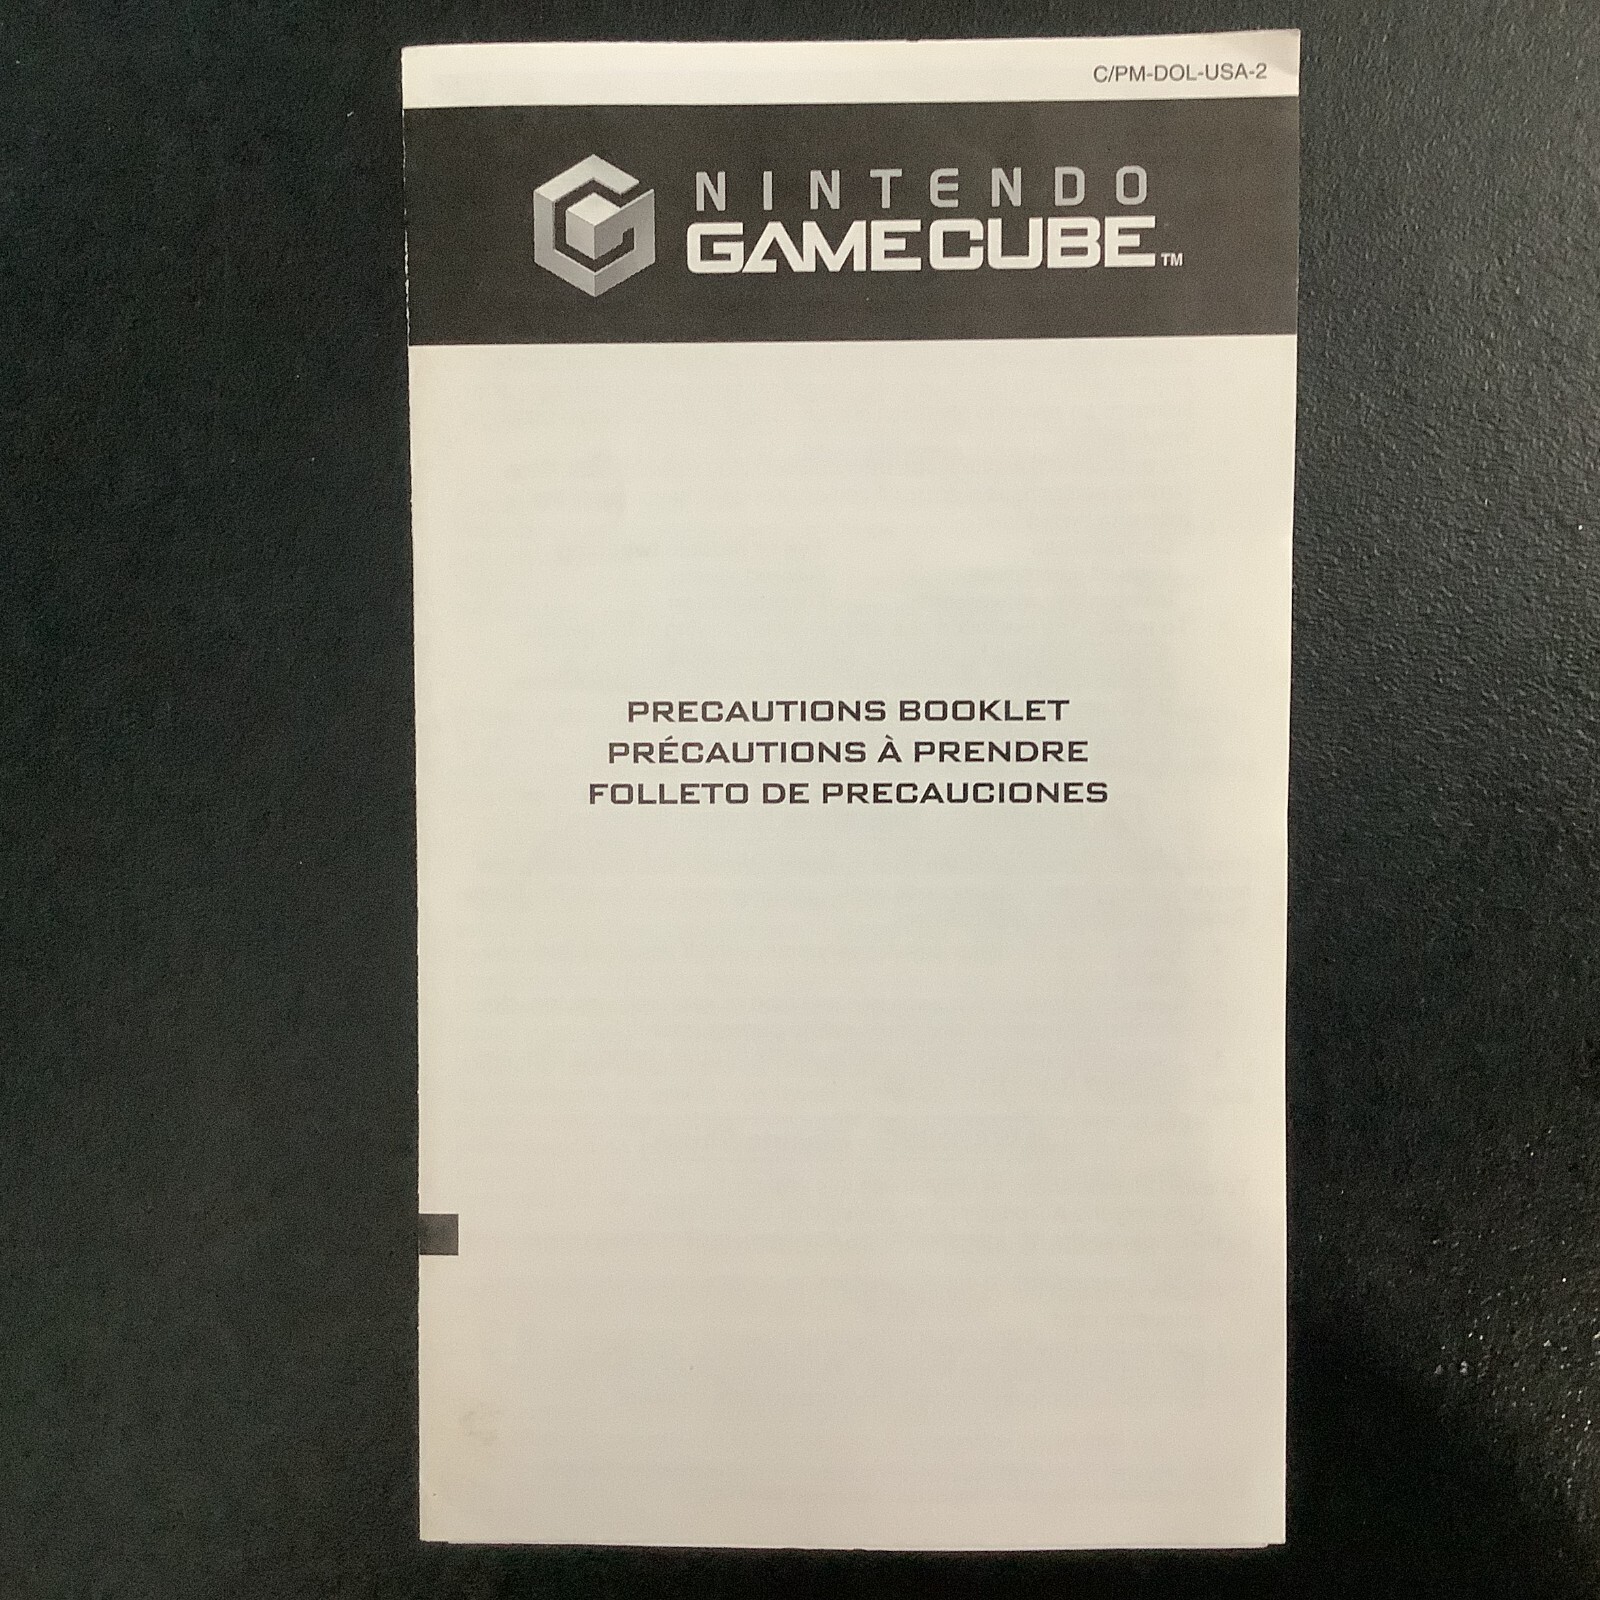 C/PM-DOL-USA-2
NINTENDO
GAMECUBE™
PRECAUTIONS BOOKLET
PRÉCAUTIONS À PRENDRE
FOLLETO DE PRECAUCIONES